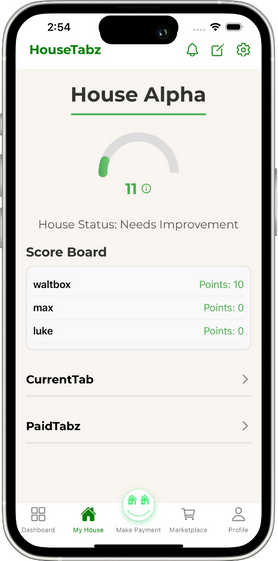 2:54
HouseTabz
House Alpha
11
House Status: Needs Improvement
Score Board
waltbox Points: 10
max Points: 0
luke Points: 0
CurrentTab
PaidTabz
Dashboard My House Make Payment Marketplace Profile